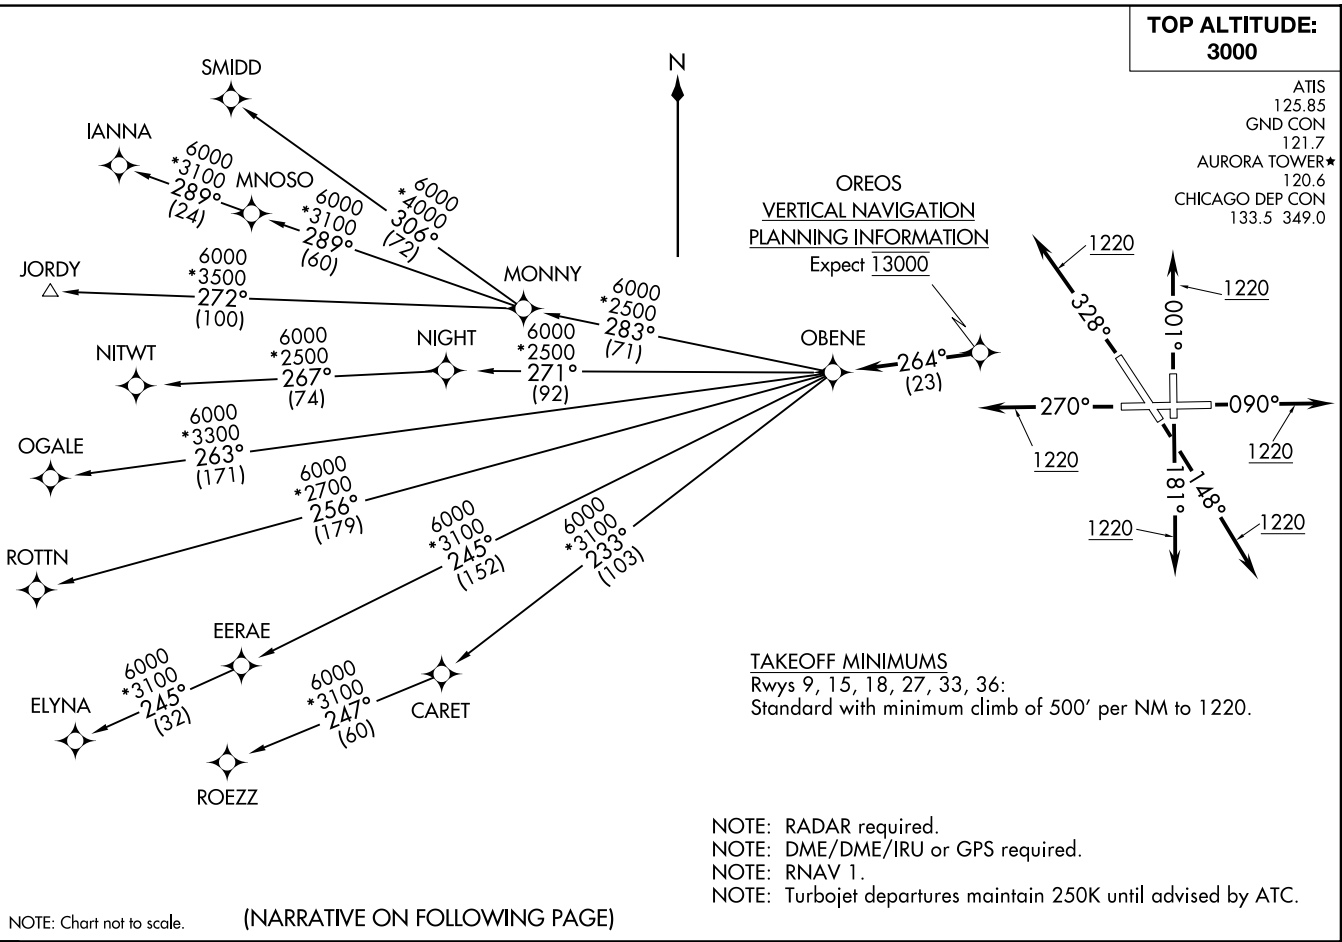 TOP ALTITUDE:
3000
ATIS
125.85
GND CON
121.7
AURORA TOWER★
120.6
CHICAGO DEP CON
133.5 349.0
N
SMIDD
IANNA
6000
*3100
289°
(24)
MNOSO
6000
*3100
289°
(60)
6000
*4000
306°
(72)
OREOS
VERTICAL NAVIGATION
PLANNING INFORMATION
Expect 13000
JORDY
6000
*3500
272°
(100)
MONNY
6000
*2500
283°
(71)
OBENE
264°
(23)
NITWT
6000
*2500
267°
(74)
NIGHT
6000
*2500
271°
(92)
OGALE
6000
*3300
263°
(171)
ROTTN
6000
*2700
256°
(179)
6000
*3100
245°
(152)
6000
*3100
233°
(103)
EERAE
ELYNA
6000
*3100
245°
(32)
6000
*3100
247°
(60)
CARET
ROEZZ
1220
328°
1220
001°
270°
1220
090°
1220
181°
1220
148°
1220
TAKEOFF MINIMUMS
Rwys 9, 15, 18, 27, 33, 36:
Standard with minimum climb of 500' per NM to 1220.
NOTE: RADAR required.
NOTE: DME/DME/IRU or GPS required.
NOTE: RNAV 1.
NOTE: Turbojet departures maintain 250K until advised by ATC.
NOTE: Chart not to scale.
(NARRATIVE ON FOLLOWING PAGE)